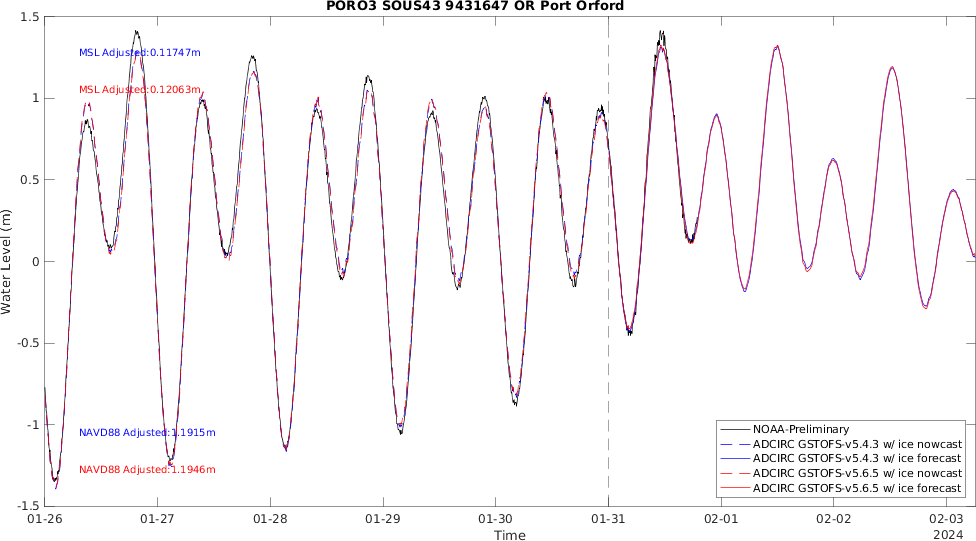 PORO3 SOUS43 9431647 OR Port Orford
1.5
1
0.5
0
-0.5
-1
-1.5
Water Level (m)
MSL Adjusted:0.11747m
MSL Adjusted:0.12063m
NAVD88 Adjusted:1.1915m
NAVD88 Adjusted:1.1946m
NOAA-Preliminary
ADCIRC GSTOFS-v5.4.3 w/ ice nowcast
ADCIRC GSTOFS-v5.4.3 w/ ice forecast
ADCIRC GSTOFS-v5.6.5 w/ ice nowcast
ADCIRC GSTOFS-v5.6.5 w/ ice forecast
01-26 01-27 01-28 01-29 01-30 01-31 02-01 02-02 02-03
Time
2024